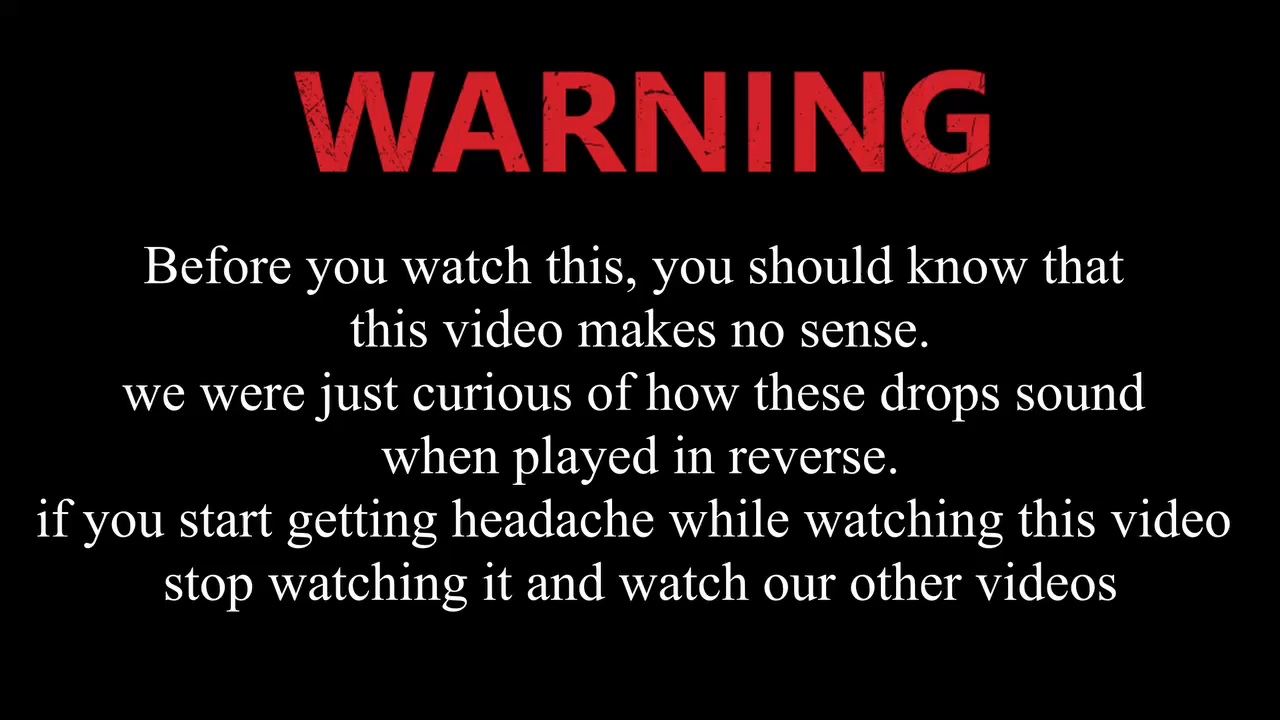 WARNING
Before you watch this, you should know that
this video makes no sense.
we were just curious of how these drops sound
when played in reverse.
if you start getting headache while watching this video
stop watching it and watch our other videos